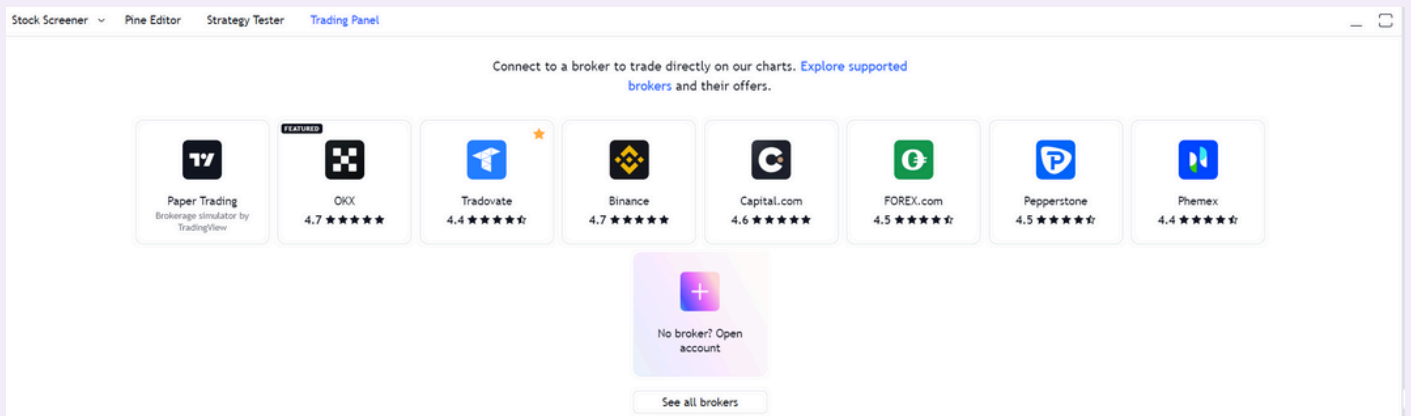 Stock Screener Pine Editor Strategy Tester Trading Panel
Connect to a broker to trade directly on our charts. Explore supported
brokers and their offers.
FEATURED
Paper Trading
Brokerage simulator by
TradingView
OKX
4.7
Tradovate
4.4
Binance
4.7
Capital.com
4.6
FOREX.com
4.5
Pepperstone
4.5
Phemex
4.4
No broker? Open
account
See all brokers